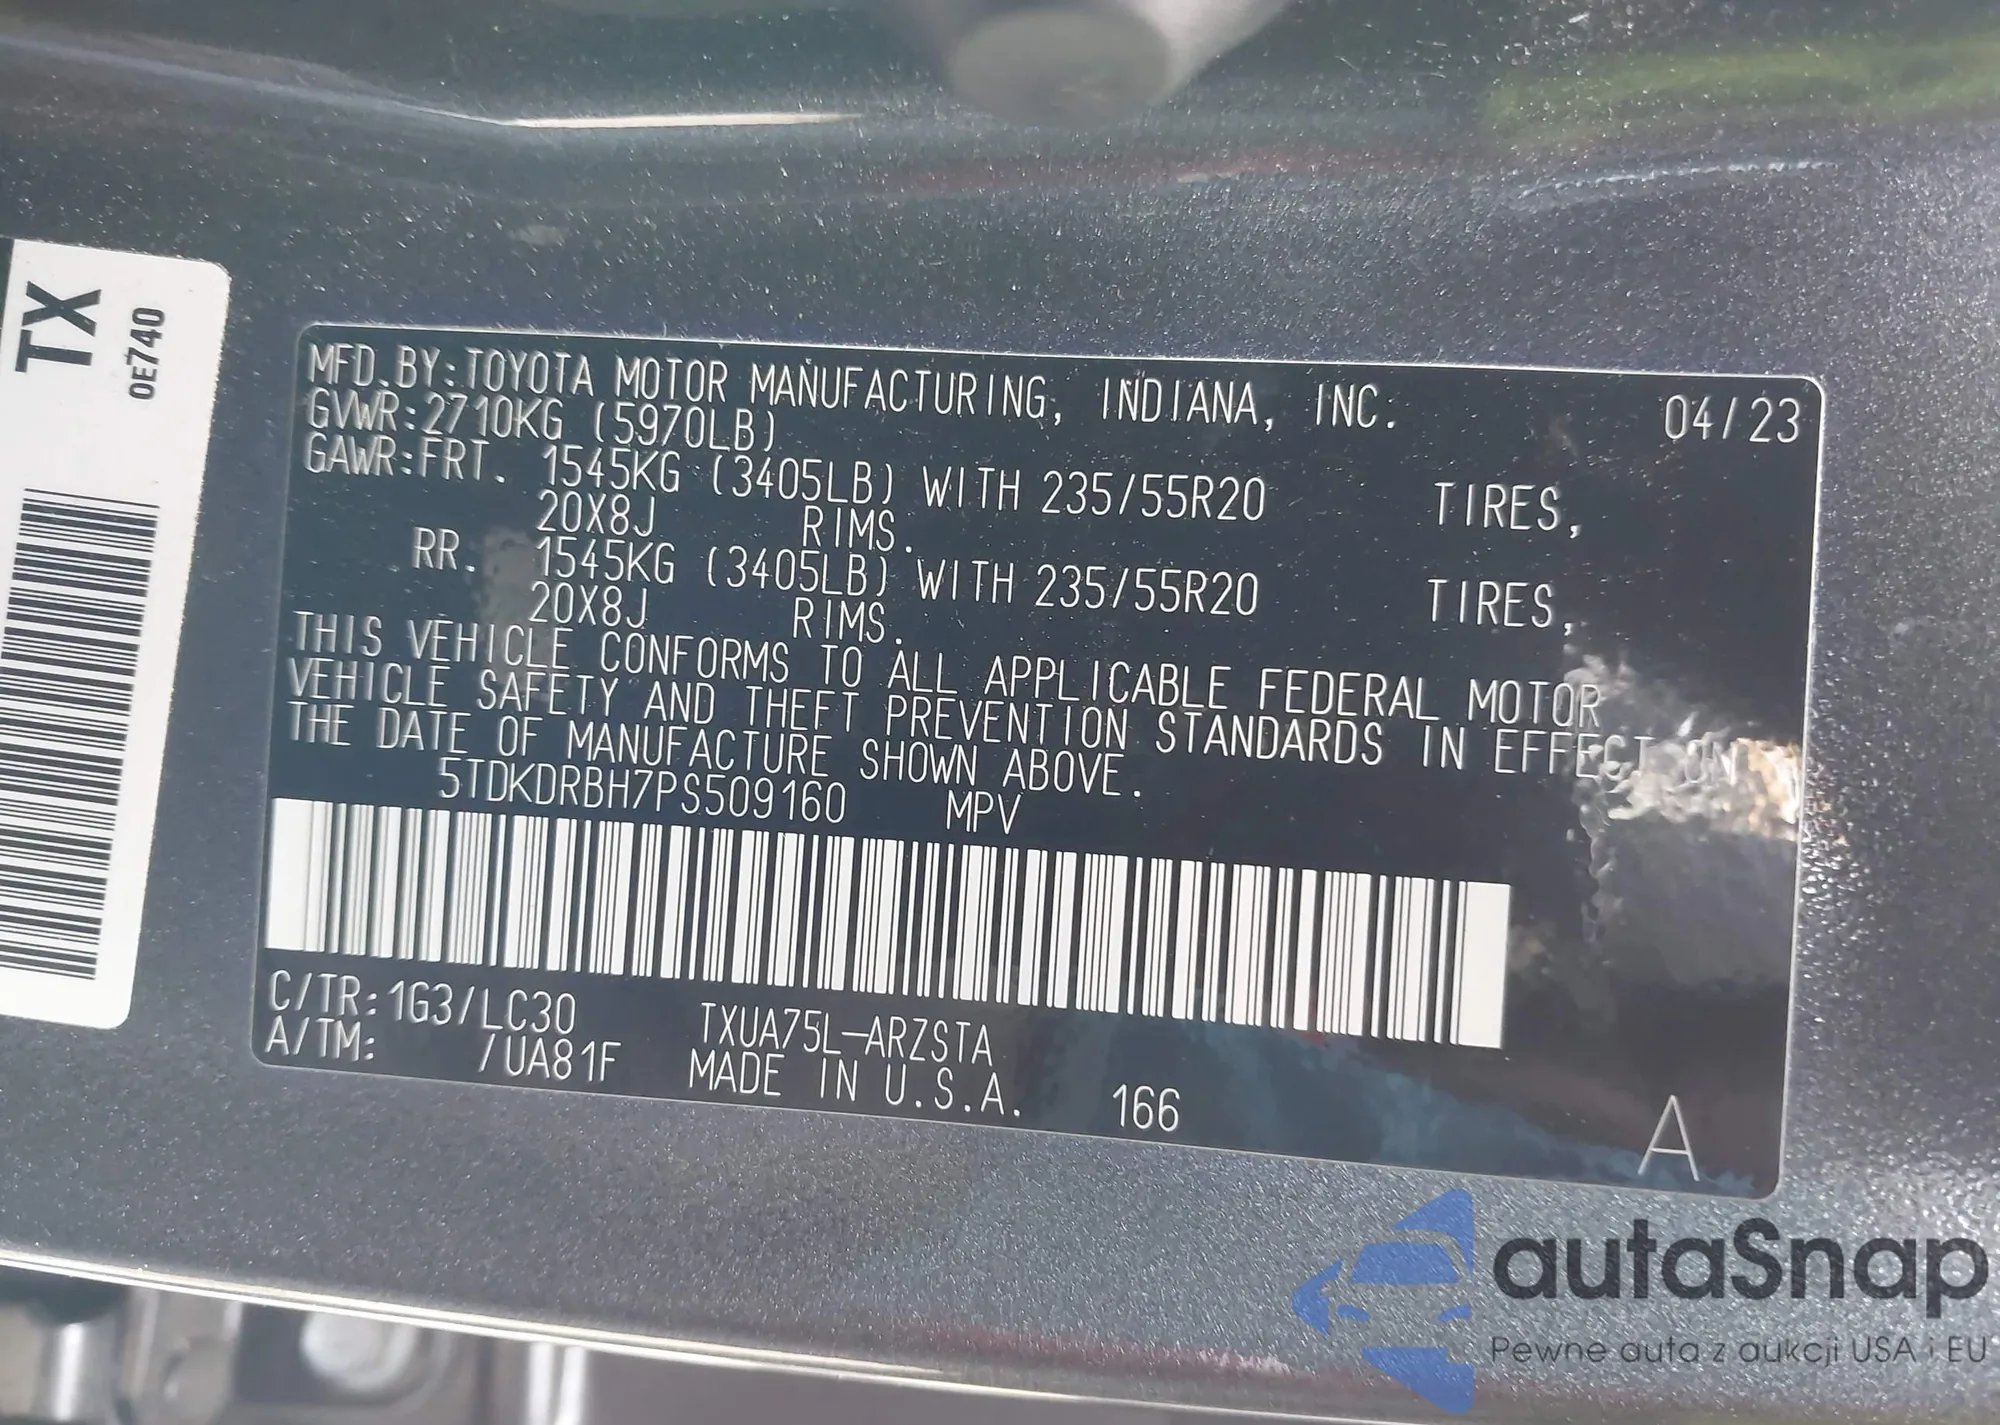 TX
0E740
MFD.BY:TOYOTA MOTOR MANUFACTURING, INDIANA, INC. 04/23
GVWR:2710KG (5970LB)
GAWR:FRT. 1545KG (3405LB) WITH 235/55R20 TIRES,
20X8J RIMS.
RR. 1545KG (3405LB) WITH 235/55R20 TIRES,
20X8J RIMS.
THIS VEHICLE CONFORMS TO ALL APPLICABLE FEDERAL MOTOR
VEHICLE SAFETY AND THEFT PREVENTION STANDARDS IN EFFECT ON
THE DATE OF MANUFACTURE SHOWN ABOVE.
5TDKDRBH7PS509160 MPV
C/TR:1G3/LC30 TXUA75L-ARZSTA
A/TM: /UA81F MADE IN U.S.A. 166
A
autaSnap
Pewne auta z aukcji USA i EU